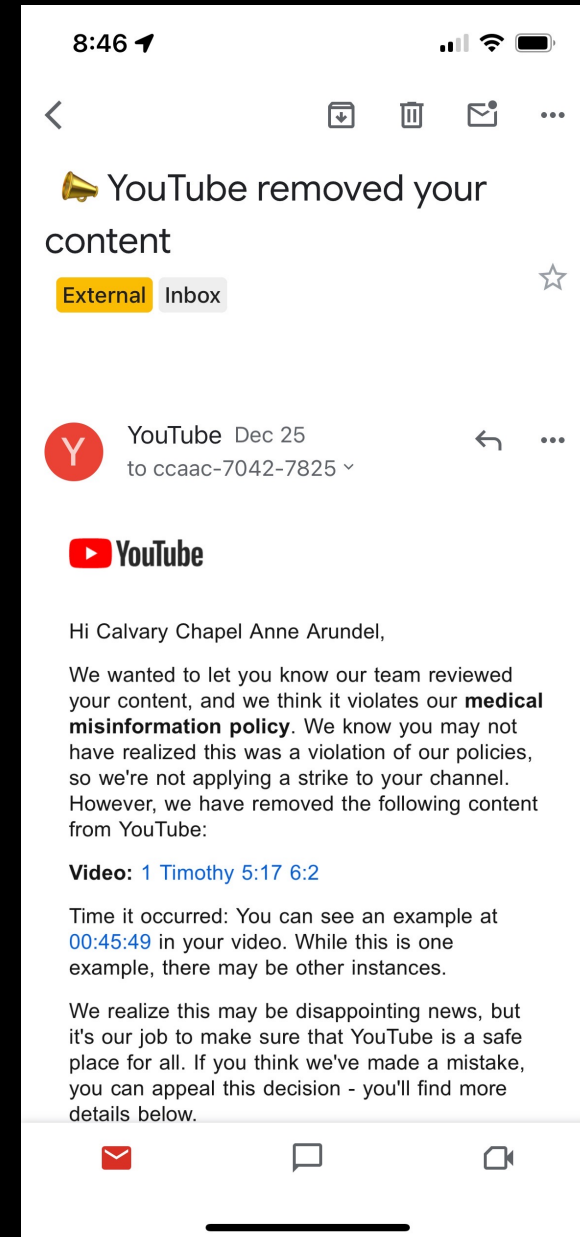 8:46
YouTube removed your
content
External Inbox
Y
YouTube Dec 25
to ccaac-7042-7825
YouTube
Hi Calvary Chapel Anne Arundel,
We wanted to let you know our team reviewed
your content, and we think it violates our medical
misinformation policy. We know you may not
have realized this was a violation of our policies,
so we're not applying a strike to your channel.
However, we have removed the following content
from YouTube:
Video: 1 Timothy 5:17 6:2
Time it occurred: You can see an example at
00:45:49 in your video. While this is one
example, there may be other instances.
We realize this may be disappointing news, but
it's our job to make sure that YouTube is a safe
place for all. If you think we've made a mistake,
you can appeal this decision - you'll find more
details below.